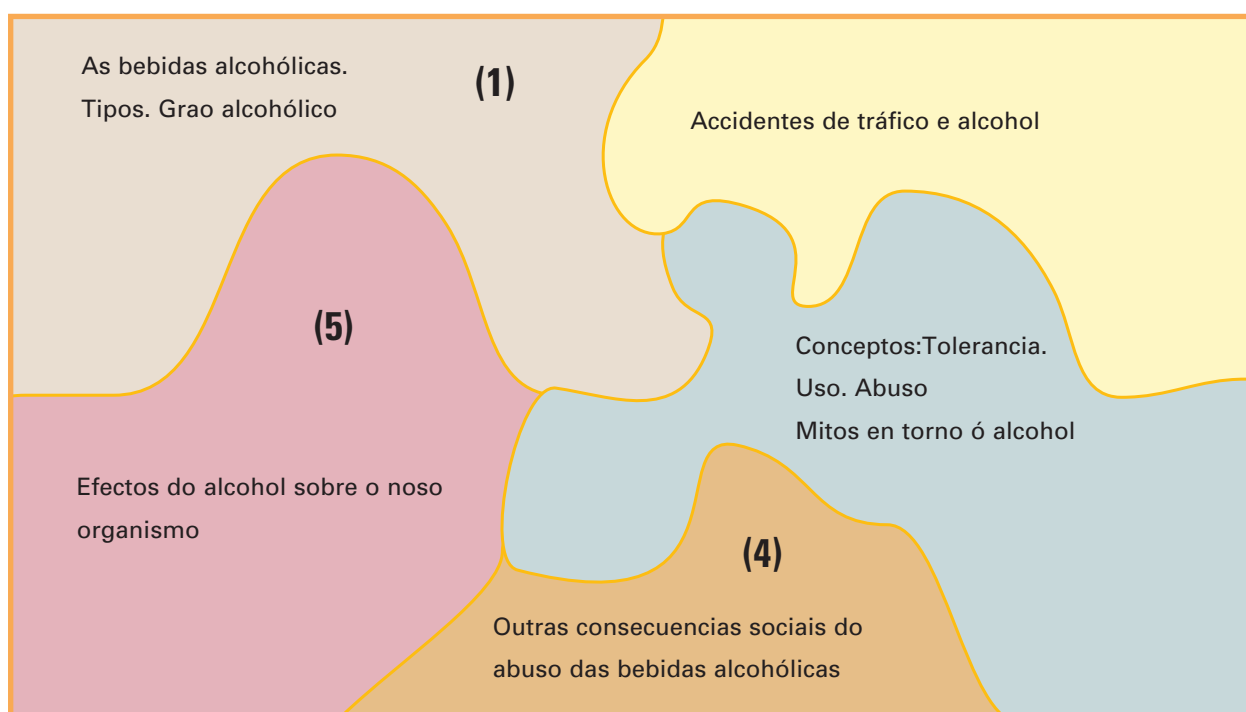 As bebidas alcohólicas.
Tipos. Grao alcohólico
(1)
Accidentes de tráfico e alcohol
(5)
Conceptos:Tolerancia.
Uso. Abuso
Mitos en torno ó alcohol
Efectos do alcohol sobre o noso
organismo
(4)
Outras consecuencias sociais do
abuso das bebidas alcohólicas